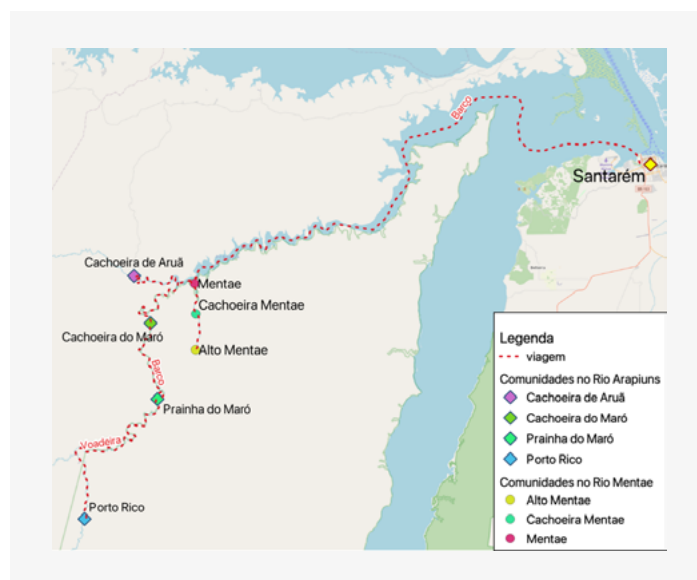 Barco
Santarém
Cachoeira de Aruã
Mentae
Cachoeira Mentae
Cachoeira do Maró
Alto Mentae
Barco
Prainha do Maró
Voadeira
Porto Rico
Legenda
viagem
Comunidades no Rio Arapiuns
Cachoeira de Aruã
Cachoeira do Maró
Prainha do Maró
Porto Rico
Comunidades no Rio Mentae
Alto Mentae
Cachoeira Mentae
Mentae